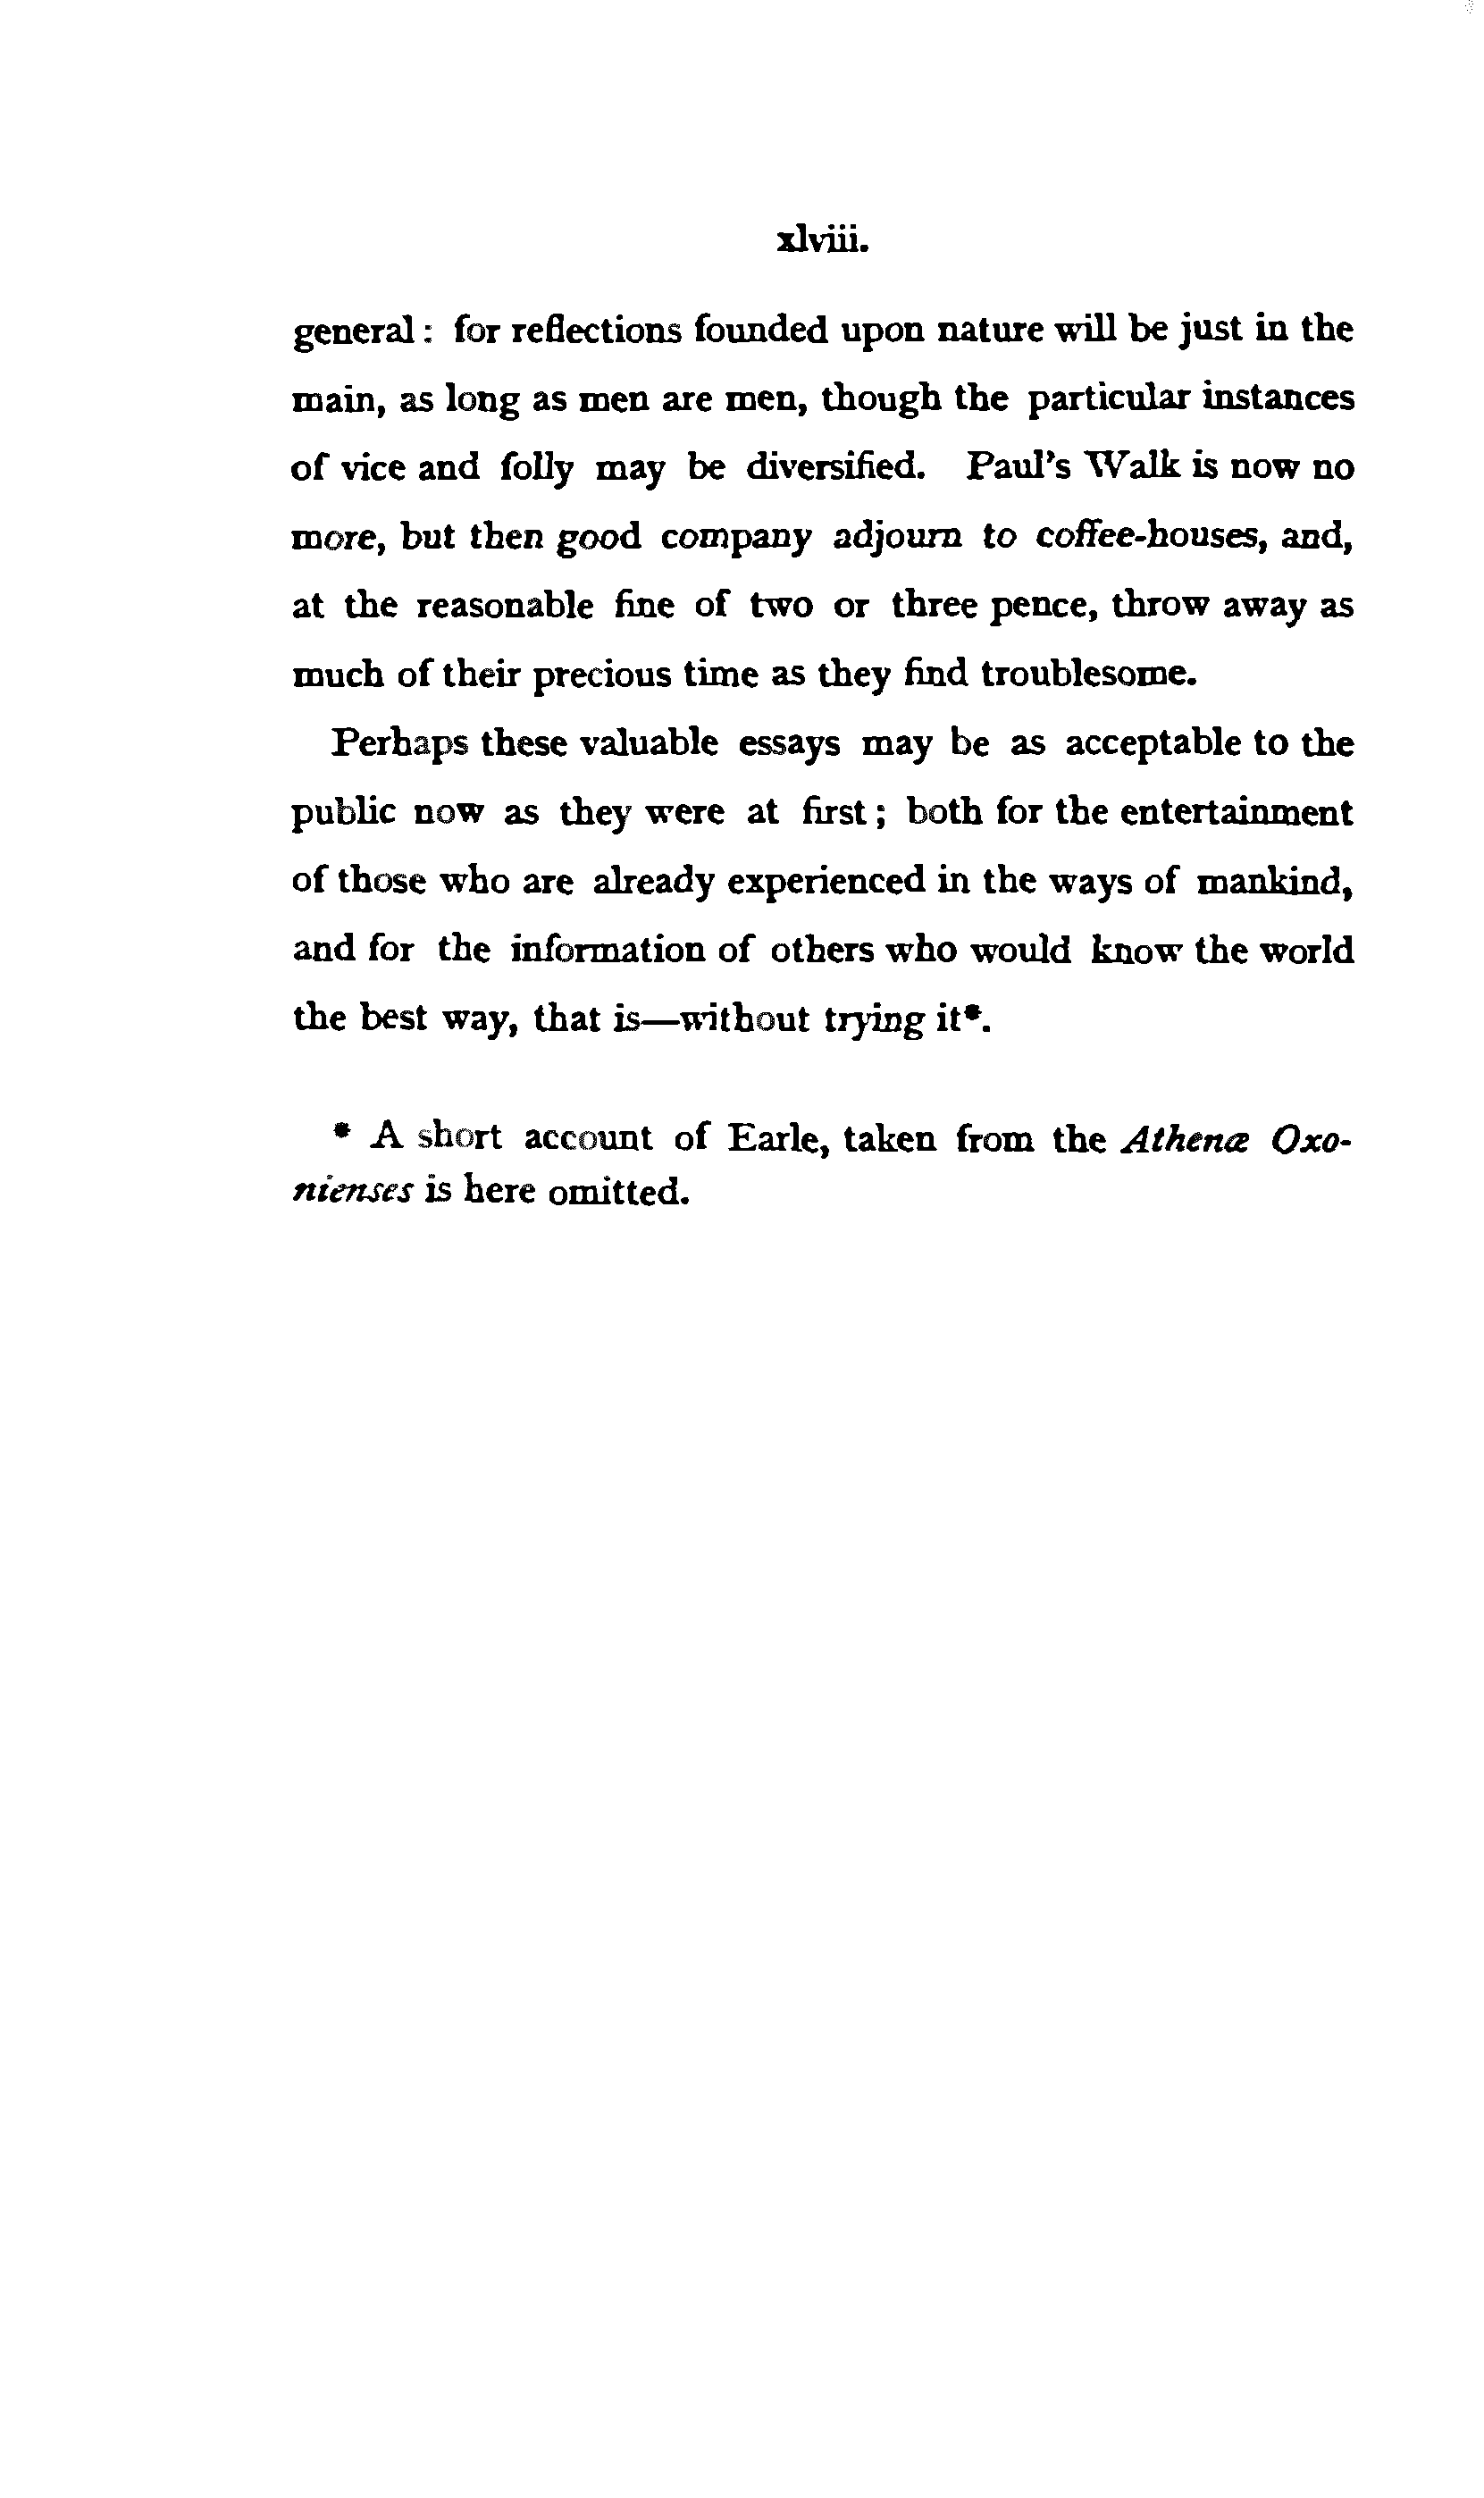 xlviii.
general : for reflections founded upon nature will be just in the
main, as long as men are men, though the particular instances
of vice and folly may be diversified. Paul's Walk is now no
more, but then good company adjourn to coffee-houses, and,
at the reasonable fine of two or three pence, throw away as
much of their precious time as they find troublesome.
Perhaps these valuable essays may be as acceptable to the
public now as they were at first ; both for the entertainment
of those who are already experienced in the ways of mankind,
and for the information of others who would know the world
the best way, that is—without trying it*.
* A short account of Earle, taken from the Athenæ Oxo-
nienses is here omitted.